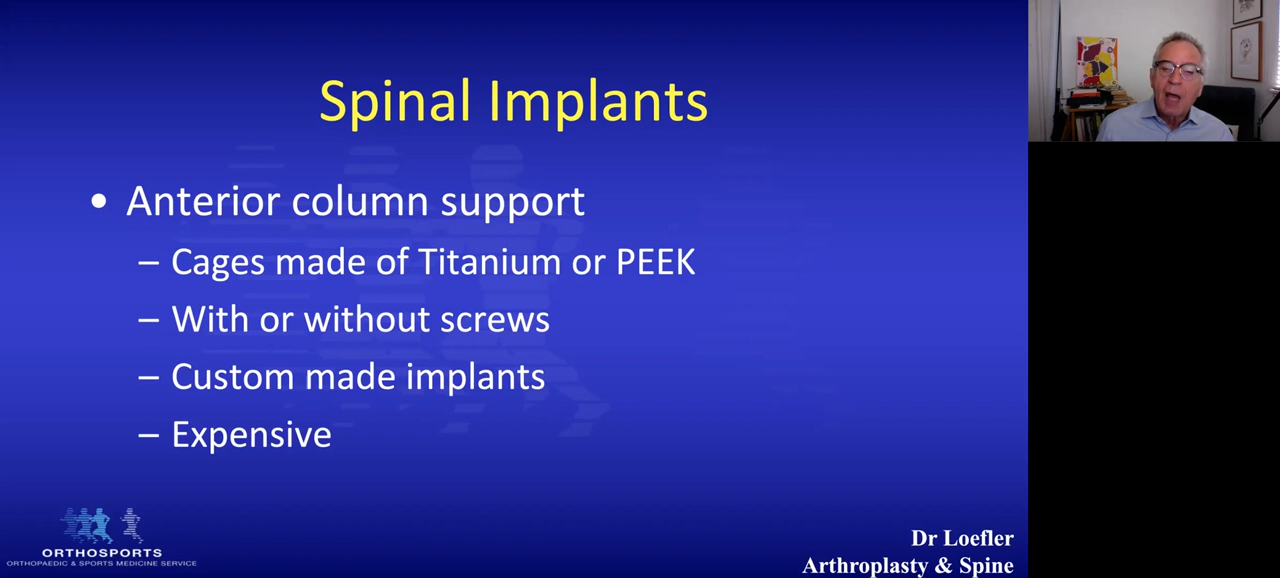 Spinal Implants
• Anterior column support
– Cages made of Titanium or PEEK
– With or without screws
– Custom made implants
– Expensive
ORTHOSPORTS
ORTHOPAEDIC & SPORTS MEDICINE SERVICE
Dr Loefler
Arthroplasty & Spine